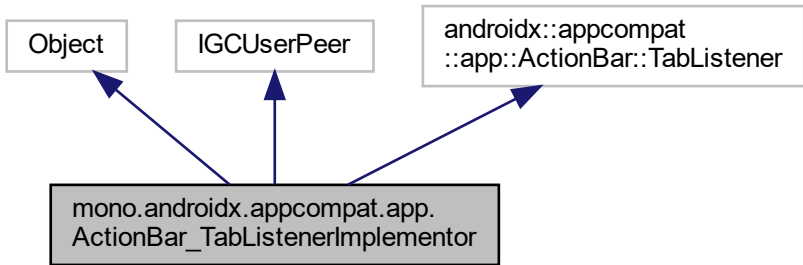 Object
IGCUserPeer
androidx::appcompat
::app::ActionBar::TabListener
mono.androidx.appcompat.app.
ActionBar_TabListenerImplementor